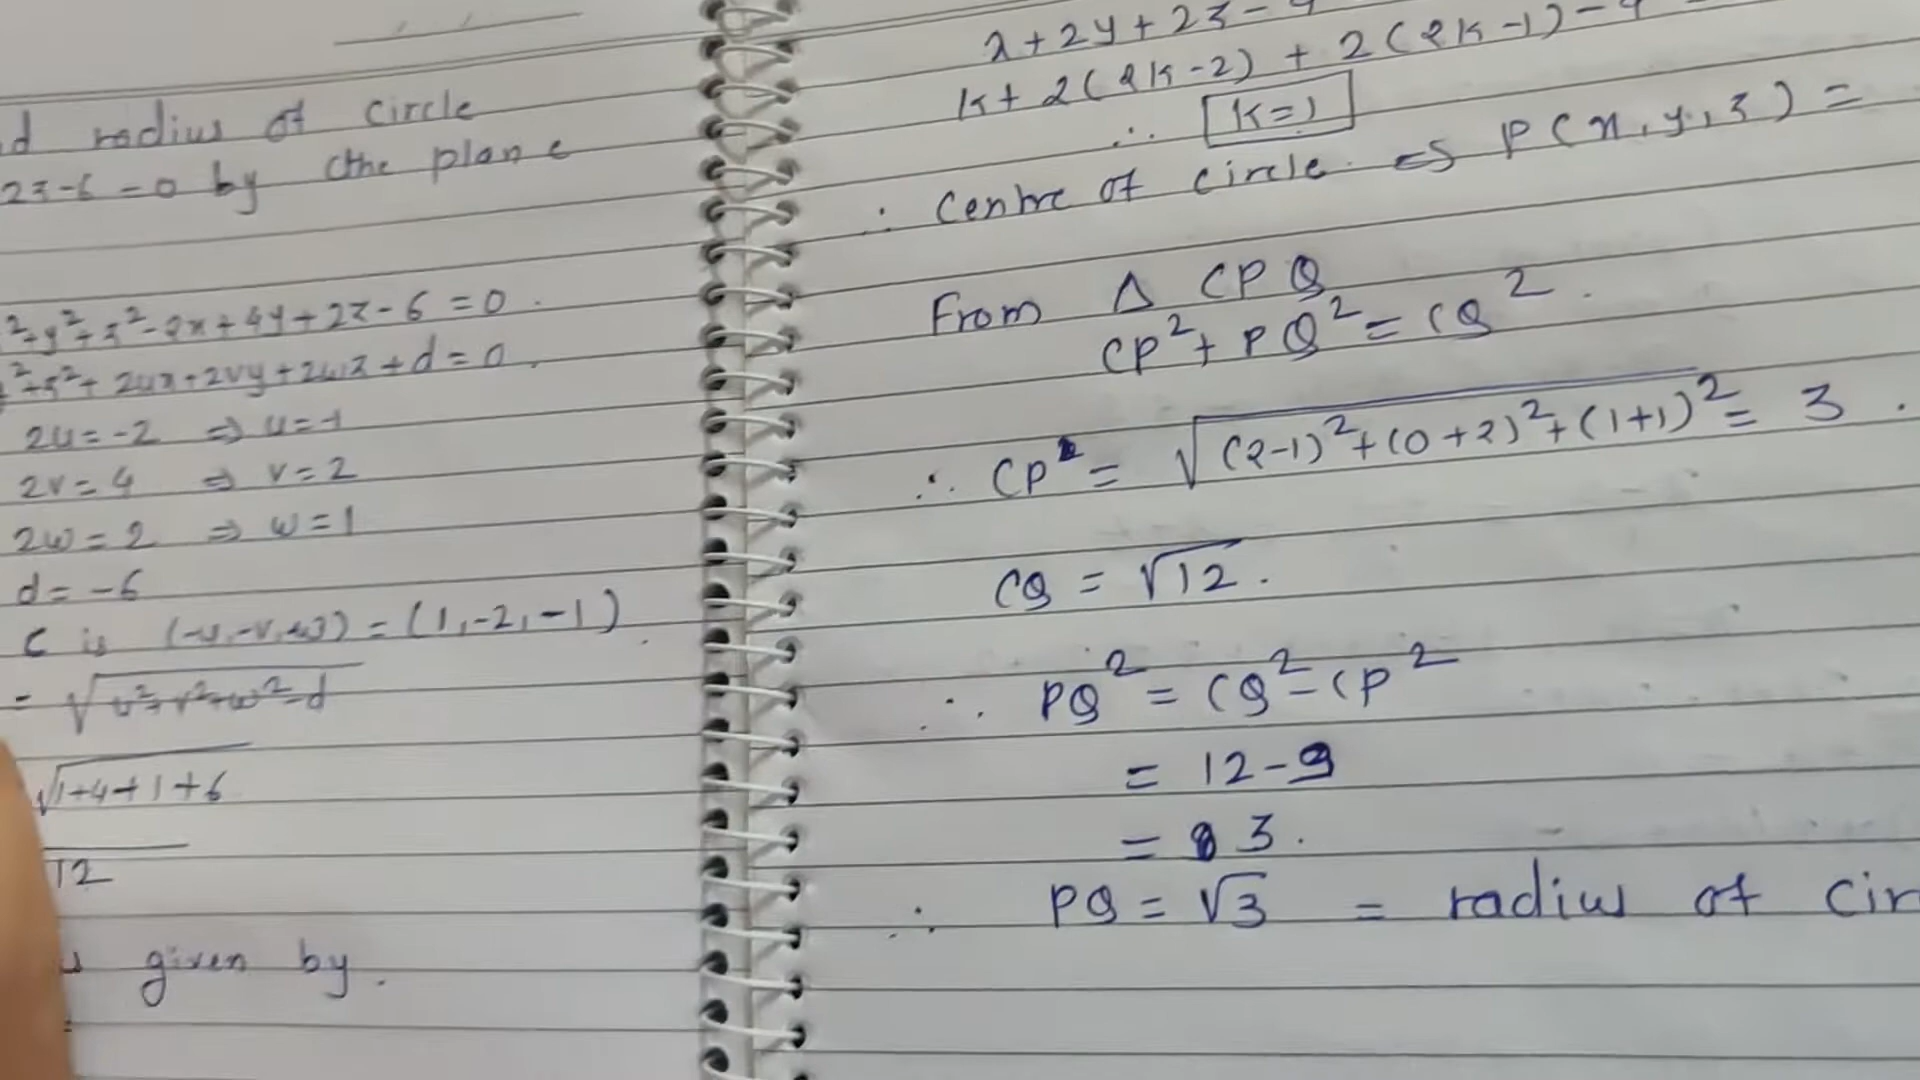 d radius of circle
2z-6=0 by the plane
²+y²+z²-2x+4y+2z-6=0.
²+z²+2ux+2vy+2wz+d=0.
2u=-2 ⇒ u=-1
2v=4 ⇒ v=2
2w=2 ⇒ w=1
d=-6
C is (-u,-v,-w) = (1,-2,-1)
= √u²+v²+w²-d
√1+4+1+6
12
given by.
=
x+2y+2z-4
k+2(2k-2)+2(2k-1)-4
∴ k=1
∴ Centre of circle is P(x,y,z) =
From Δ CPQ
CP²+PQ²=CQ².
∴ CP = √(2-1)²+(0+2)²+(1+1)² = 3.
CQ = √12.
∴ PQ² = CQ²-CP²
= 12-9
= 3.
∴ PQ = √3 = radius of cir